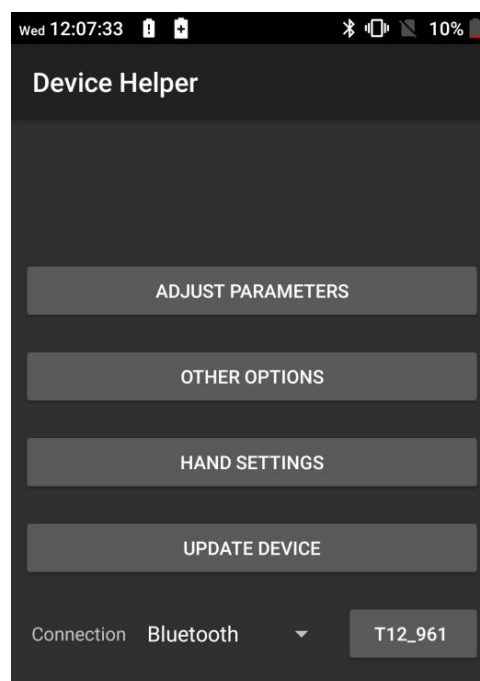 Wed 12:07:33 10%
Device Helper
ADJUST PARAMETERS
OTHER OPTIONS
HAND SETTINGS
UPDATE DEVICE
Connection Bluetooth T12_961